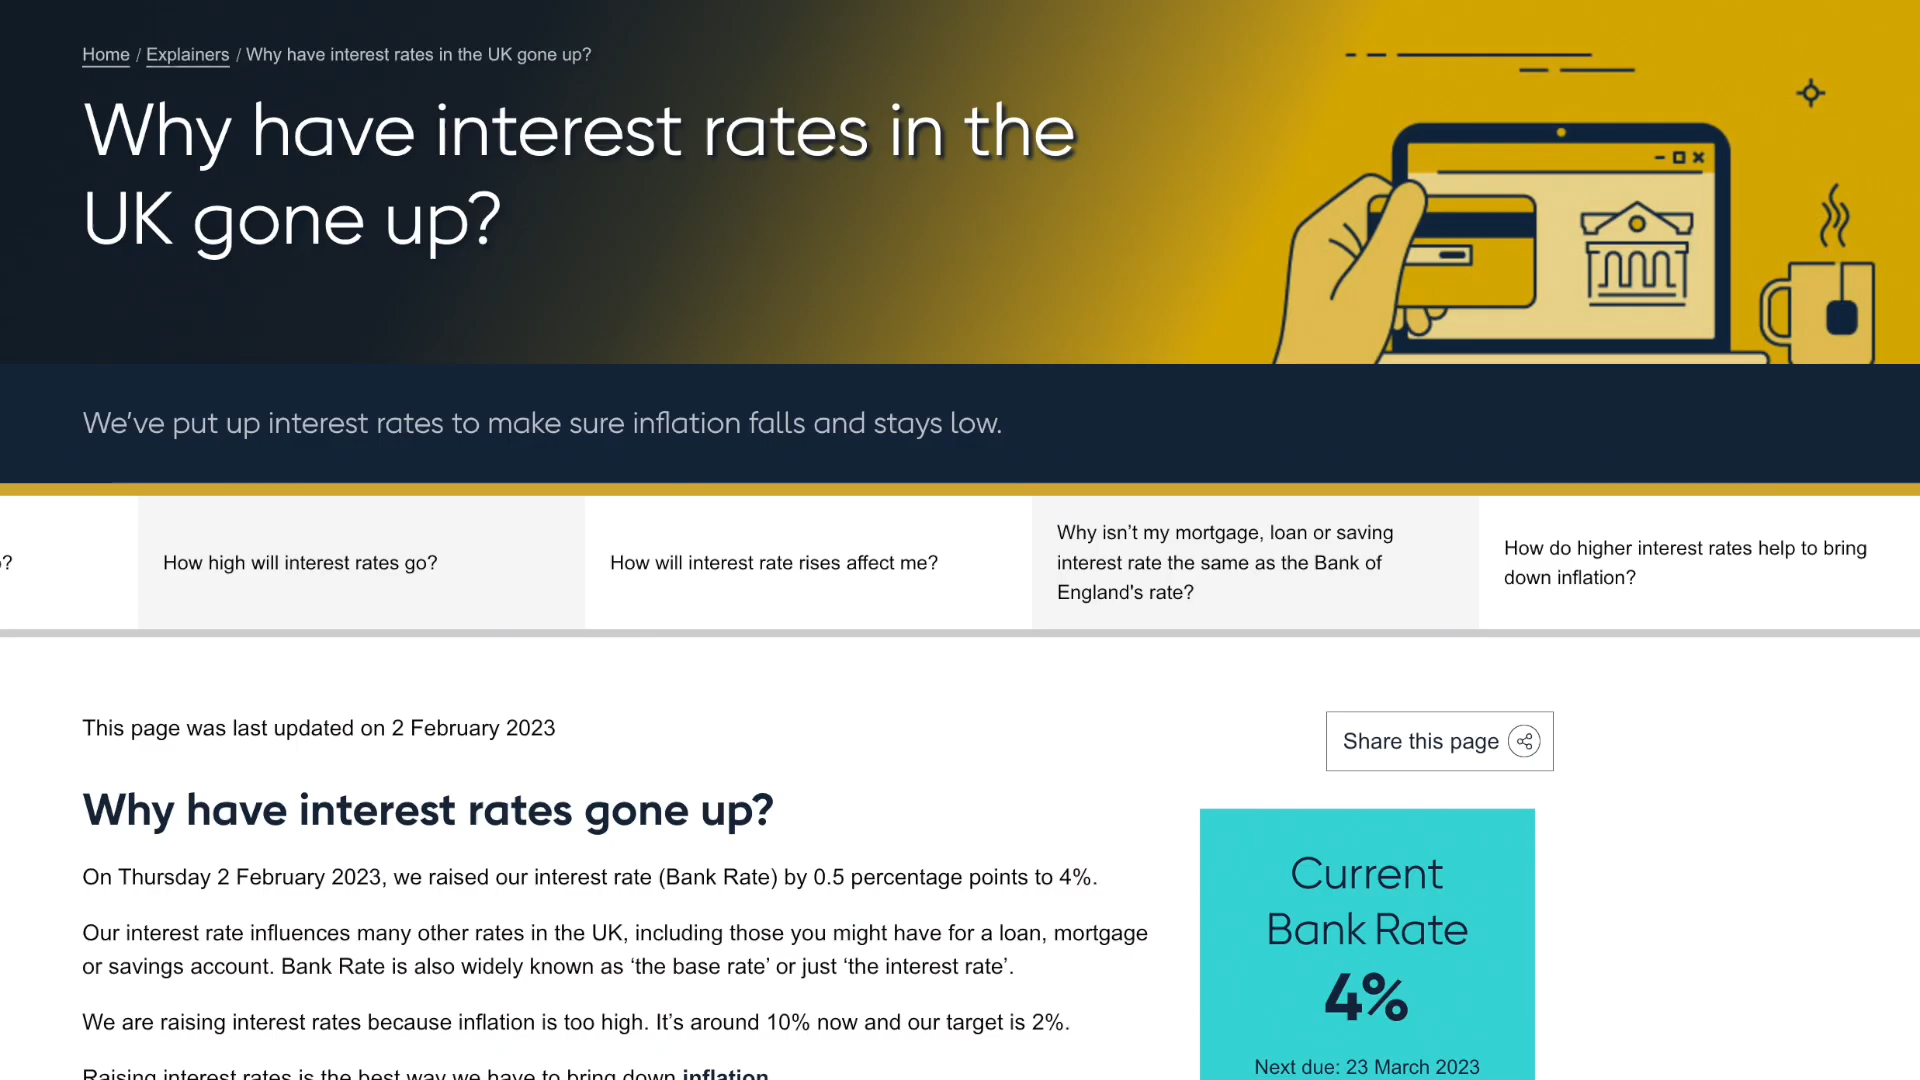 Home / Explainers / Why have interest rates in the UK gone up?
Why have interest rates in the
UK gone up?
We’ve put up interest rates to make sure inflation falls and stays low.
?
How high will interest rates go?
How will interest rate rises affect me?
Why isn’t my mortgage, loan or saving
interest rate the same as the Bank of
England's rate?
How do higher interest rates help to bring
down inflation?
This page was last updated on 2 February 2023
Share this page
Why have interest rates gone up?
On Thursday 2 February 2023, we raised our interest rate (Bank Rate) by 0.5 percentage points to 4%.
Our interest rate influences many other rates in the UK, including those you might have for a loan, mortgage
or savings account. Bank Rate is also widely known as ‘the base rate’ or just ‘the interest rate’.
We are raising interest rates because inflation is too high. It’s around 10% now and our target is 2%.
Raising interest rates is the best way we have to bring down inflation.
Current
Bank Rate
4%
Next due: 23 March 2023